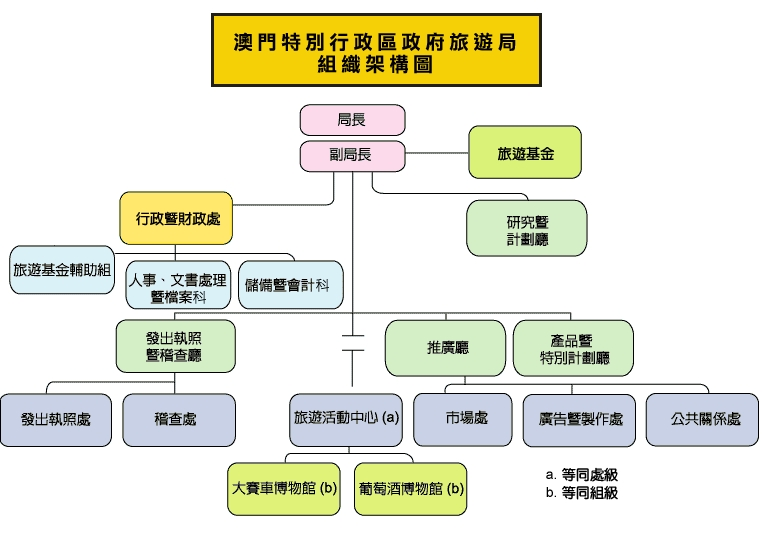 澳門特別行政區政府旅遊局
組織架構圖
局長
副局長
旅遊基金
行政暨財政處
研究暨
計劃廳
旅遊基金輔助組
人事、文書處理
暨檔案科
儲備暨會計科
發出執照
暨稽查廳
推廣廳
產品暨
特別計劃廳
發出執照處
稽查處
旅遊活動中心 (a)
市場處
廣告暨製作處
公共關係處
大賽車博物館 (b)
葡萄酒博物館 (b)
a. 等同處級
b. 等同組級